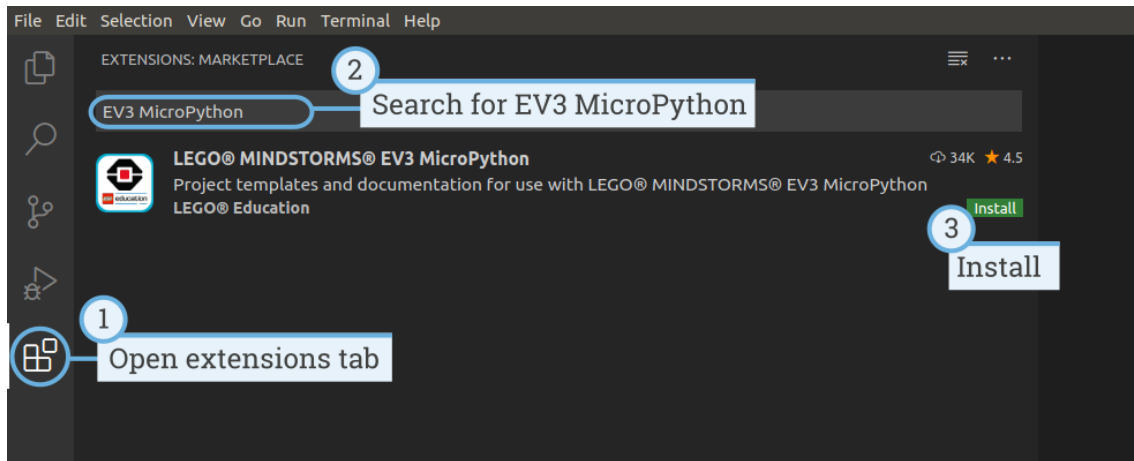 File Edit Selection View Go Run Terminal Help
EXTENSIONS: MARKETPLACE
2
Search for EV3 MicroPython
EV3 MicroPython
LEGO® MINDSTORMS® EV3 MicroPython
34K ★ 4.5
Project templates and documentation for use with LEGO® MINDSTORMS® EV3 MicroPython
LEGO® Education
Install
education
3
Install
1
Open extensions tab